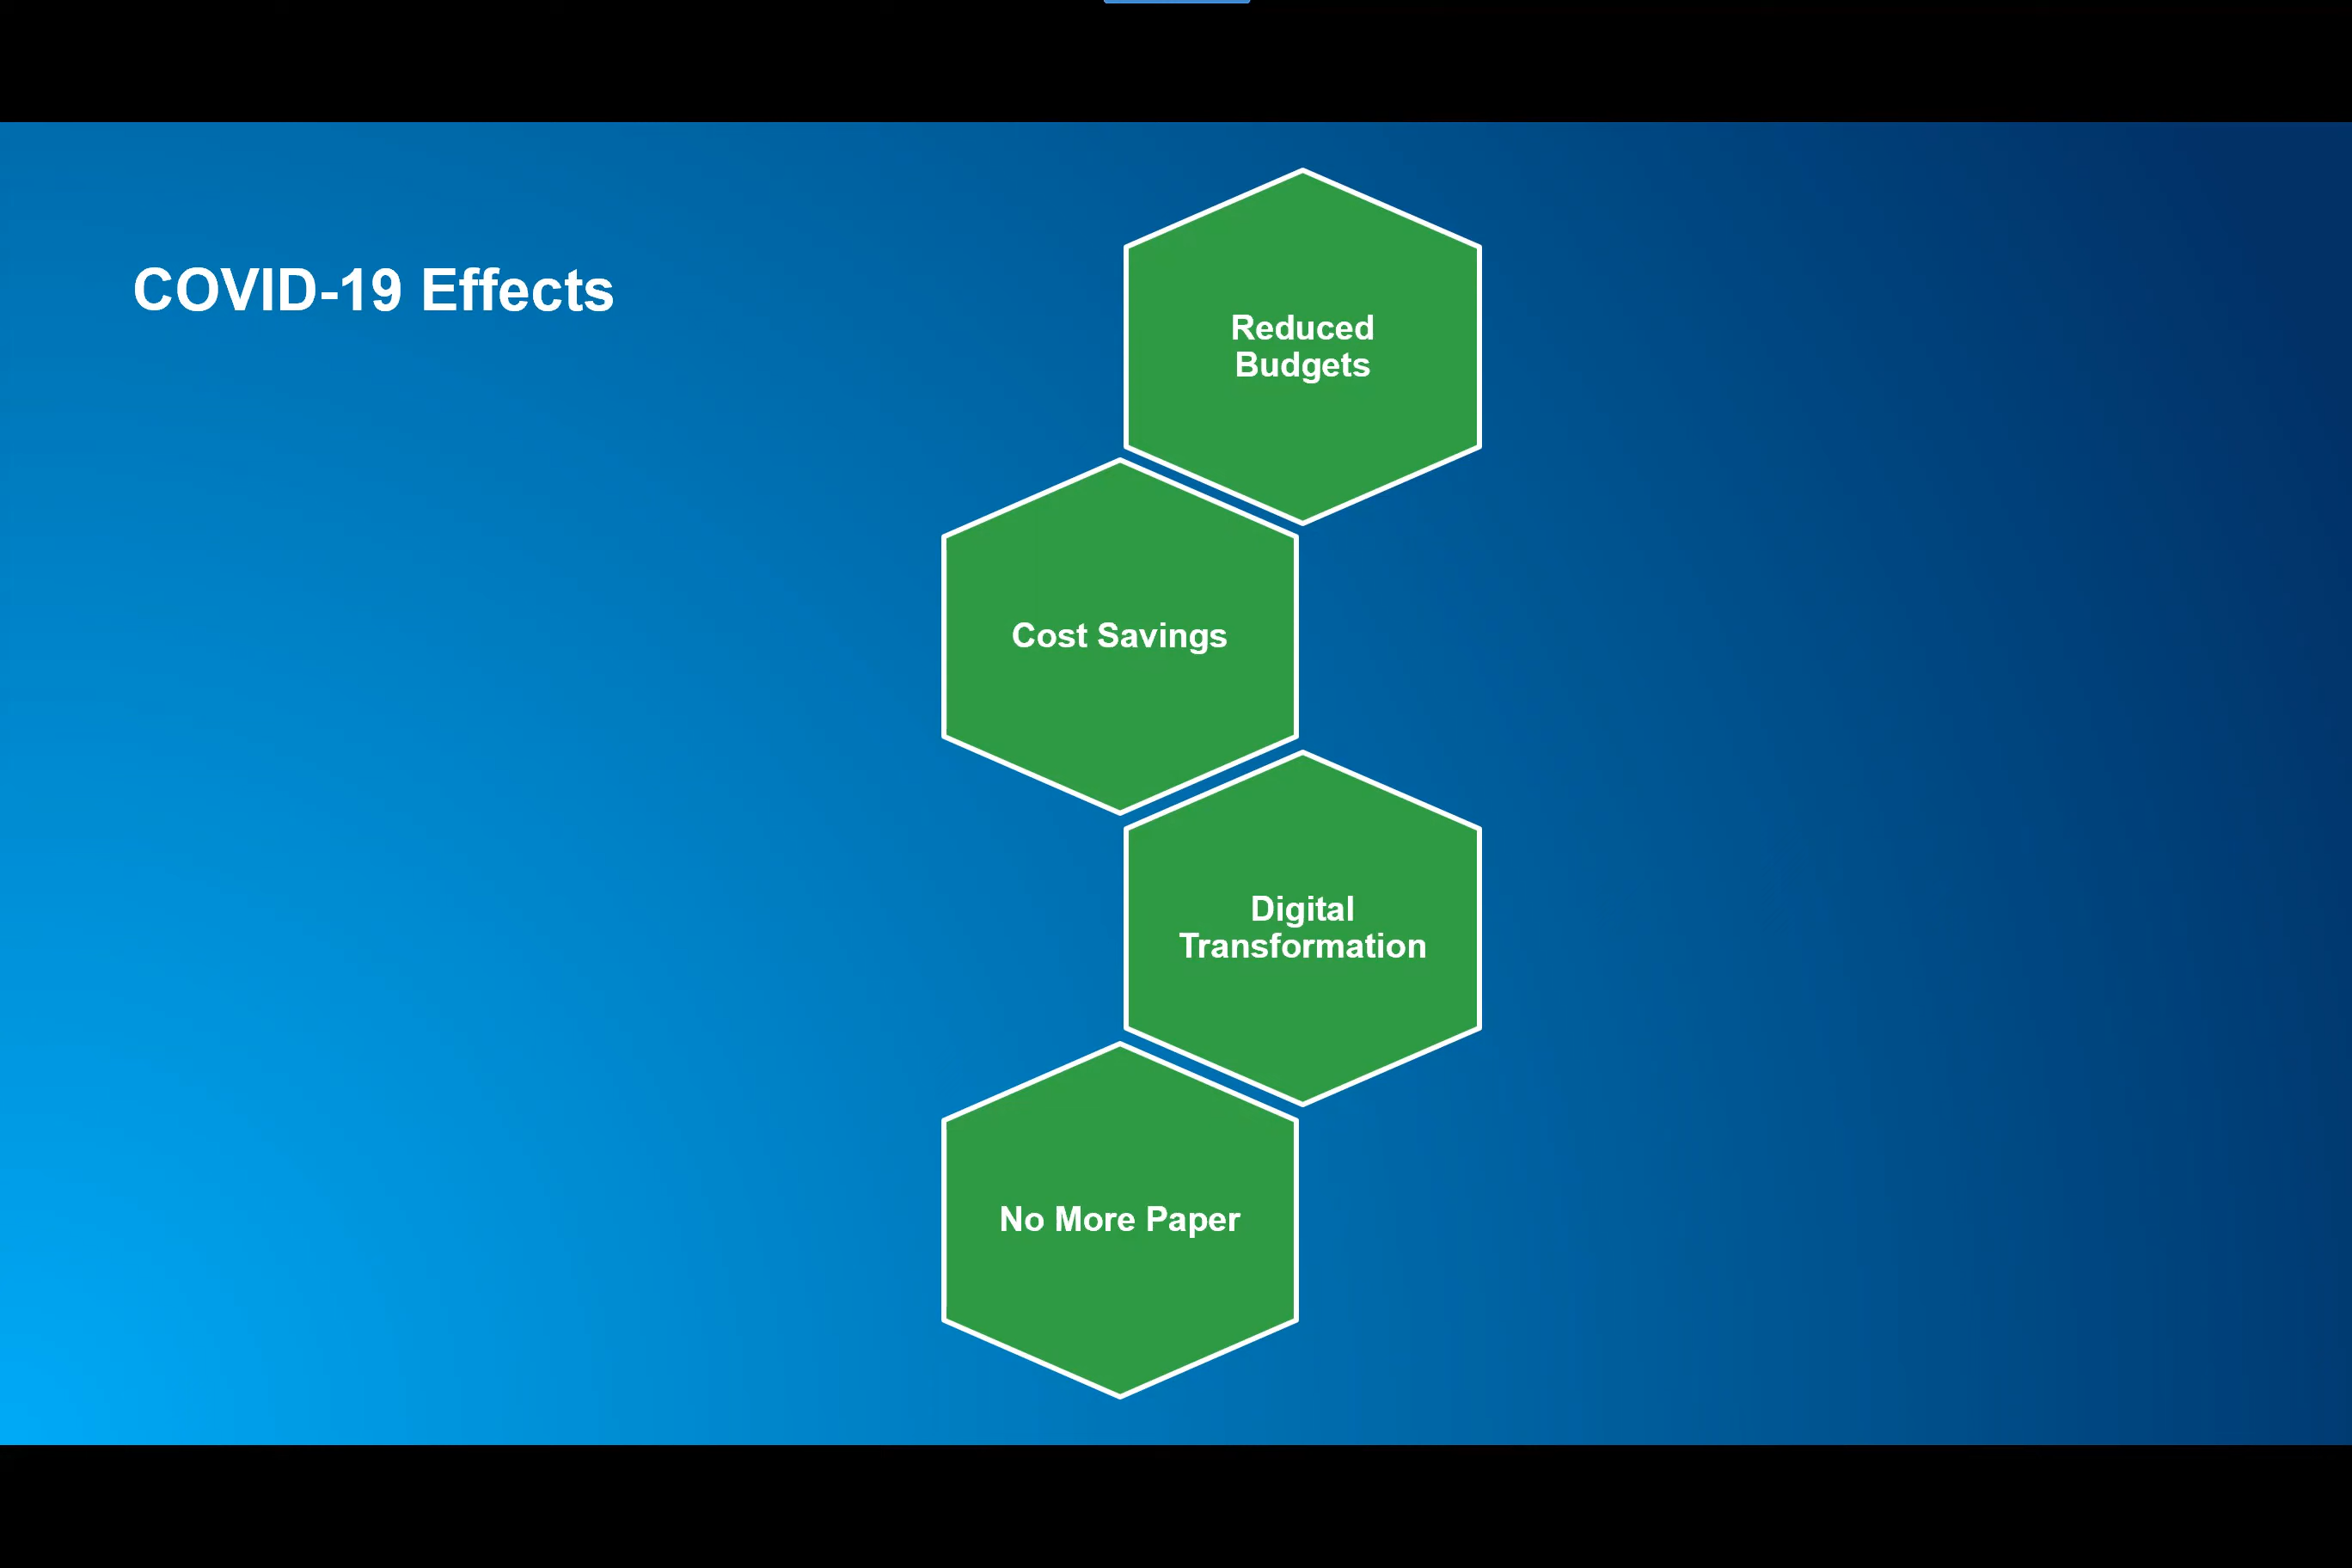 COVID-19 Effects
Reduced
Budgets
Cost Savings
Digital
Transformation
No More Paper